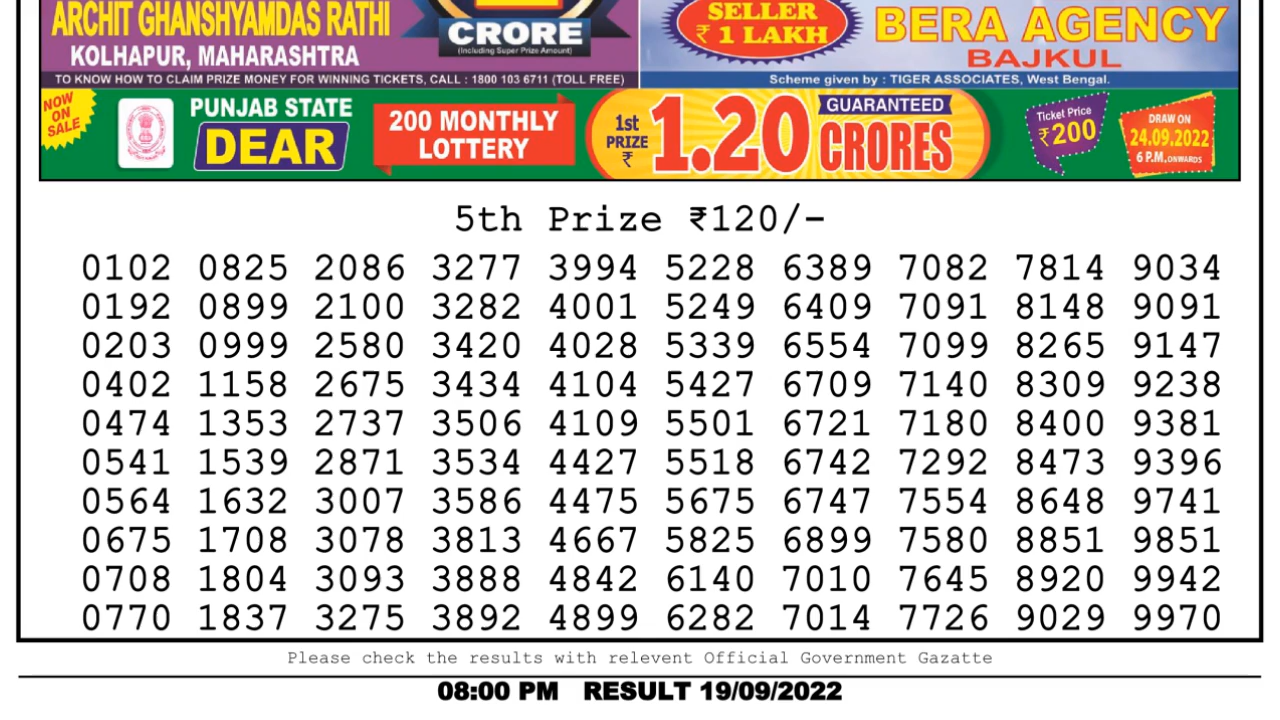 ARCHIT GHANSHYAMDAS RATHI
KOLHAPUR, MAHARASHTRA
CRORE
(Including Super Prize Amount)
TO KNOW HOW TO CLAIM PRIZE MONEY FOR WINNING TICKETS, CALL : 1800 103 6711 (TOLL FREE)
SELLER
₹ 1 LAKH
BERA AGENCY
BAJKUL
Scheme given by : TIGER ASSOCIATES, West Bengal.
NOW
ON
SALE
PUNJAB STATE
DEAR
200 MONTHLY
LOTTERY
1st
PRIZE
₹
1.20
GUARANTEED
CRORES
Ticket Price
₹200
DRAW ON
24.09.2022
6 P.M. ONWARDS
5th Prize ₹120/-
0102 0825 2086 3277 3994 5228 6389 7082 7814 9034
0192 0899 2100 3282 4001 5249 6409 7091 8148 9091
0203 0999 2580 3420 4028 5339 6554 7099 8265 9147
0402 1158 2675 3434 4104 5427 6709 7140 8309 9238
0474 1353 2737 3506 4109 5501 6721 7180 8400 9381
0541 1539 2871 3534 4427 5518 6742 7292 8473 9396
0564 1632 3007 3586 4475 5675 6747 7554 8648 9741
0675 1708 3078 3813 4667 5825 6899 7580 8851 9851
0708 1804 3093 3888 4842 6140 7010 7645 8920 9942
0770 1837 3275 3892 4899 6282 7014 7726 9029 9970
Please check the results with relevent Official Government Gazatte
08:00 PM RESULT 19/09/2022